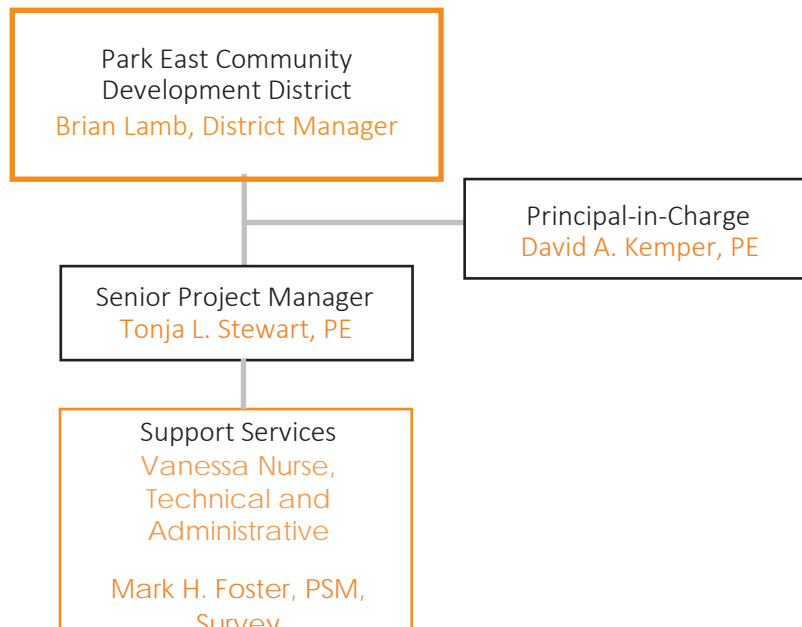 Park East Community
Development District
Brian Lamb, District Manager
Principal-in-Charge
David A. Kemper, PE
Senior Project Manager
Tonja L. Stewart, PE
Support Services
Vanessa Nurse,
Technical and
Administrative
Mark H. Foster, PSM,
Survey